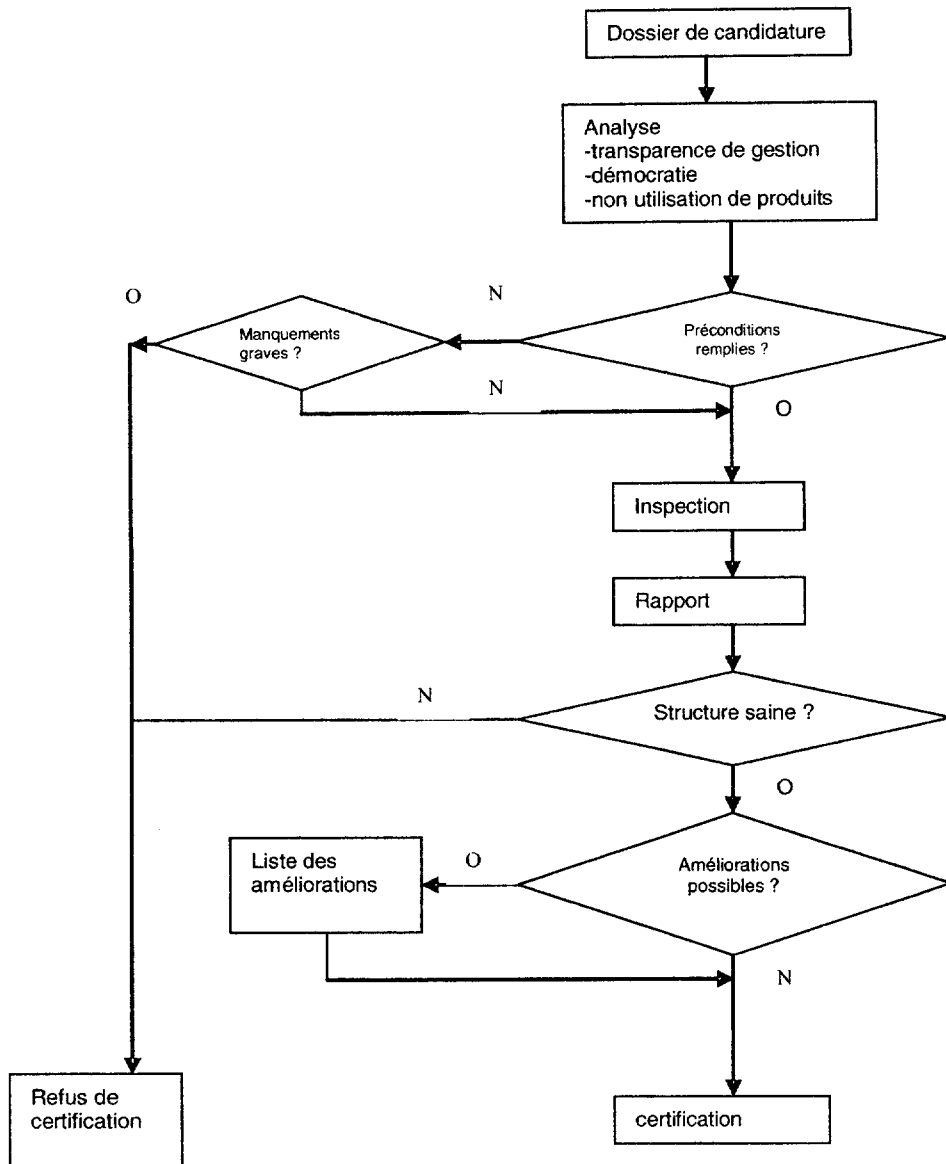 Dossier de candidature
Analyse
-transparence de gestion
-démocratie
-non utilisation de produits
O
N
Manquements
graves ?
Préconditions
remplies ?
N
O
Inspection
Rapport
N
Structure saine ?
O
Liste des
améliorations
O
Améliorations
possibles ?
N
Refus de
certification
certification